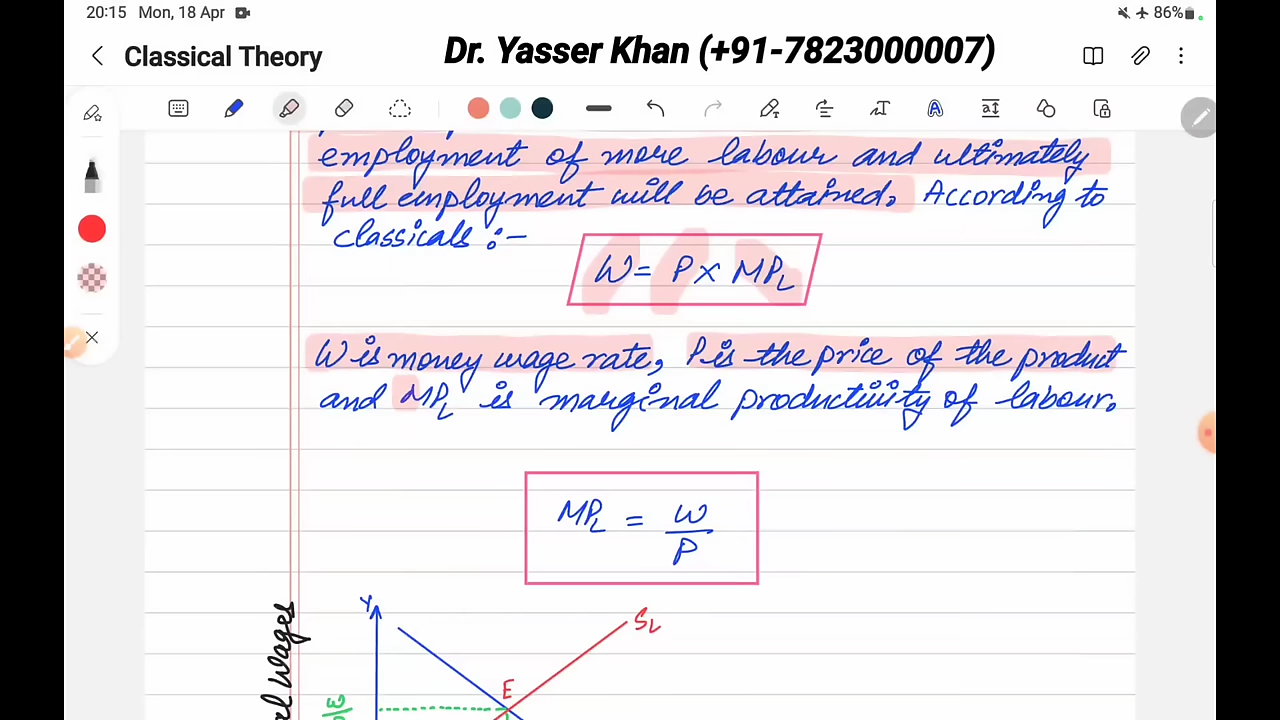 20:15 Mon, 18 Apr
86%
Classical Theory
Dr. Yasser Khan (+91-7823000007)
employment of more labour and ultimately
full employment will be attained. According to
classicals :-
W = P x MPL
W is money wage rate, P is the price of the product
and MPL is marginal productivity of labour.
MPL = W/P
Y
SL
E
Wages